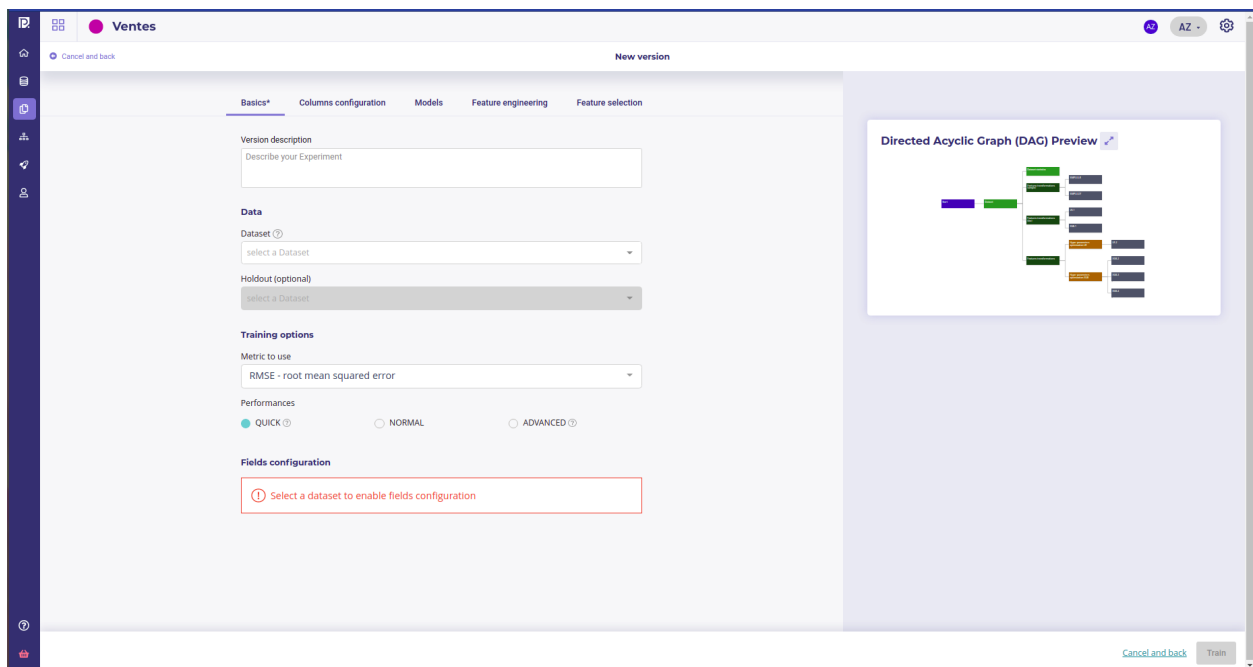 Ventes
AZ
AZ
Cancel and back
New version
Basics*
Columns configuration
Models
Feature engineering
Feature selection
Version description
Describe your Experiment
Data
Dataset
select a Dataset
Holdout (optional)
select a Dataset
Training options
Metric to use
RMSE - root mean squared error
Performances
QUICK
NORMAL
ADVANCED
Fields configuration
Select a dataset to enable fields configuration
Directed Acyclic Graph (DAG) Preview
Cancel and back
Train